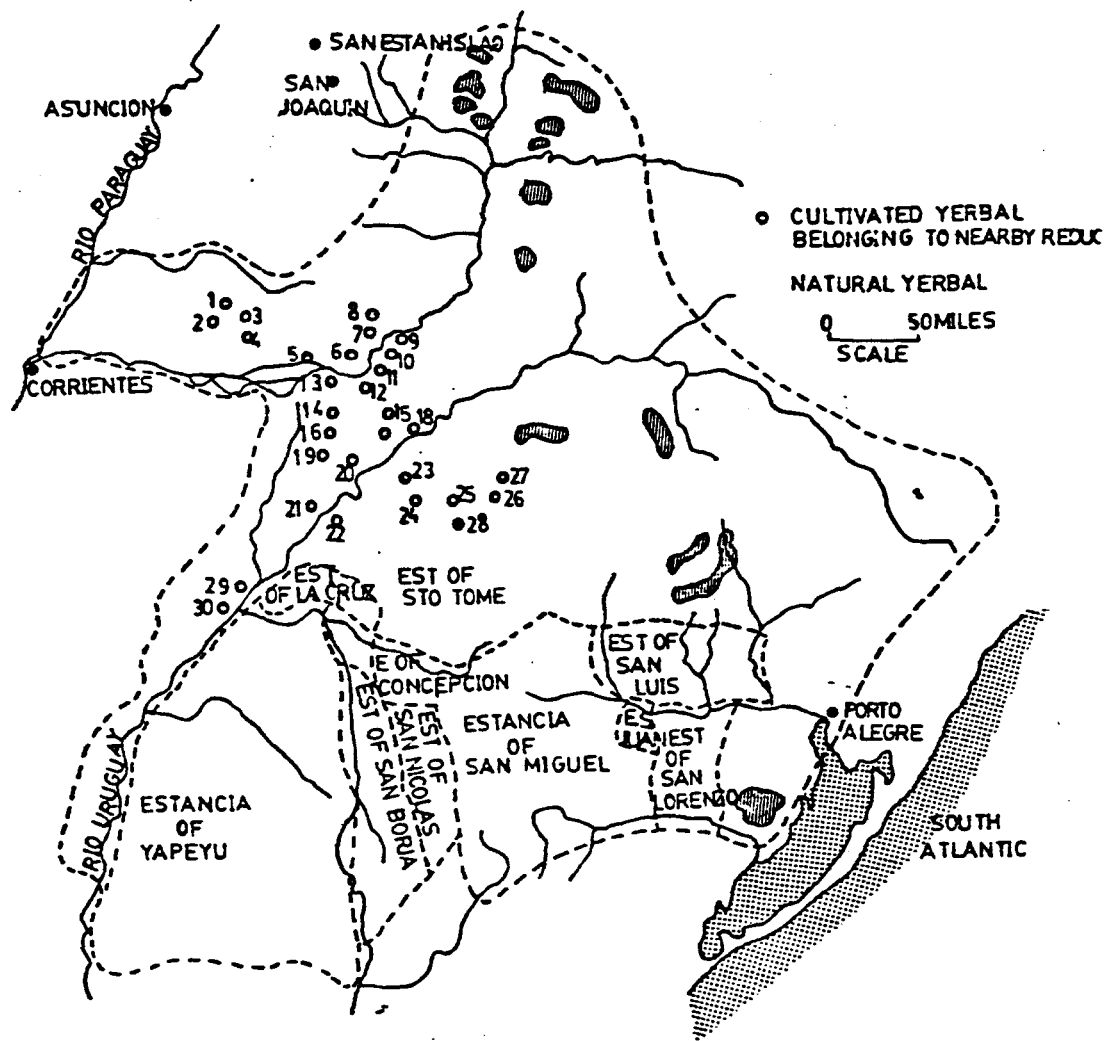 SAN ESTANISLAO
SAN
JOAQUIN
ASUNCION
RIO PARAGUAY
CULTIVATED YERBAL
BELONGING TO NEARBY REDUC
NATURAL YERBAL
0 50 MILES
SCALE
1
2
3
4
8
7
9
5
6
10
11
CORRIENTES
13
12
14
15
18
16
19
20
23
27
21
24
25
26
22
28
29
30
EST
OF LA CRUZ
EST OF
STO TOME
E OF
CONCEPCION
EST OF
SAN NICOLAS
EST OF SAN BORJA
ESTANCIA
OF
SAN MIGUEL
EST OF
SAN
LUIS
ES
EST
OF
SAN
LORENZO
PORTO
ALEGRE
RIO URUGUAY
ESTANCIA
OF
YAPEYU
SOUTH
ATLANTIC